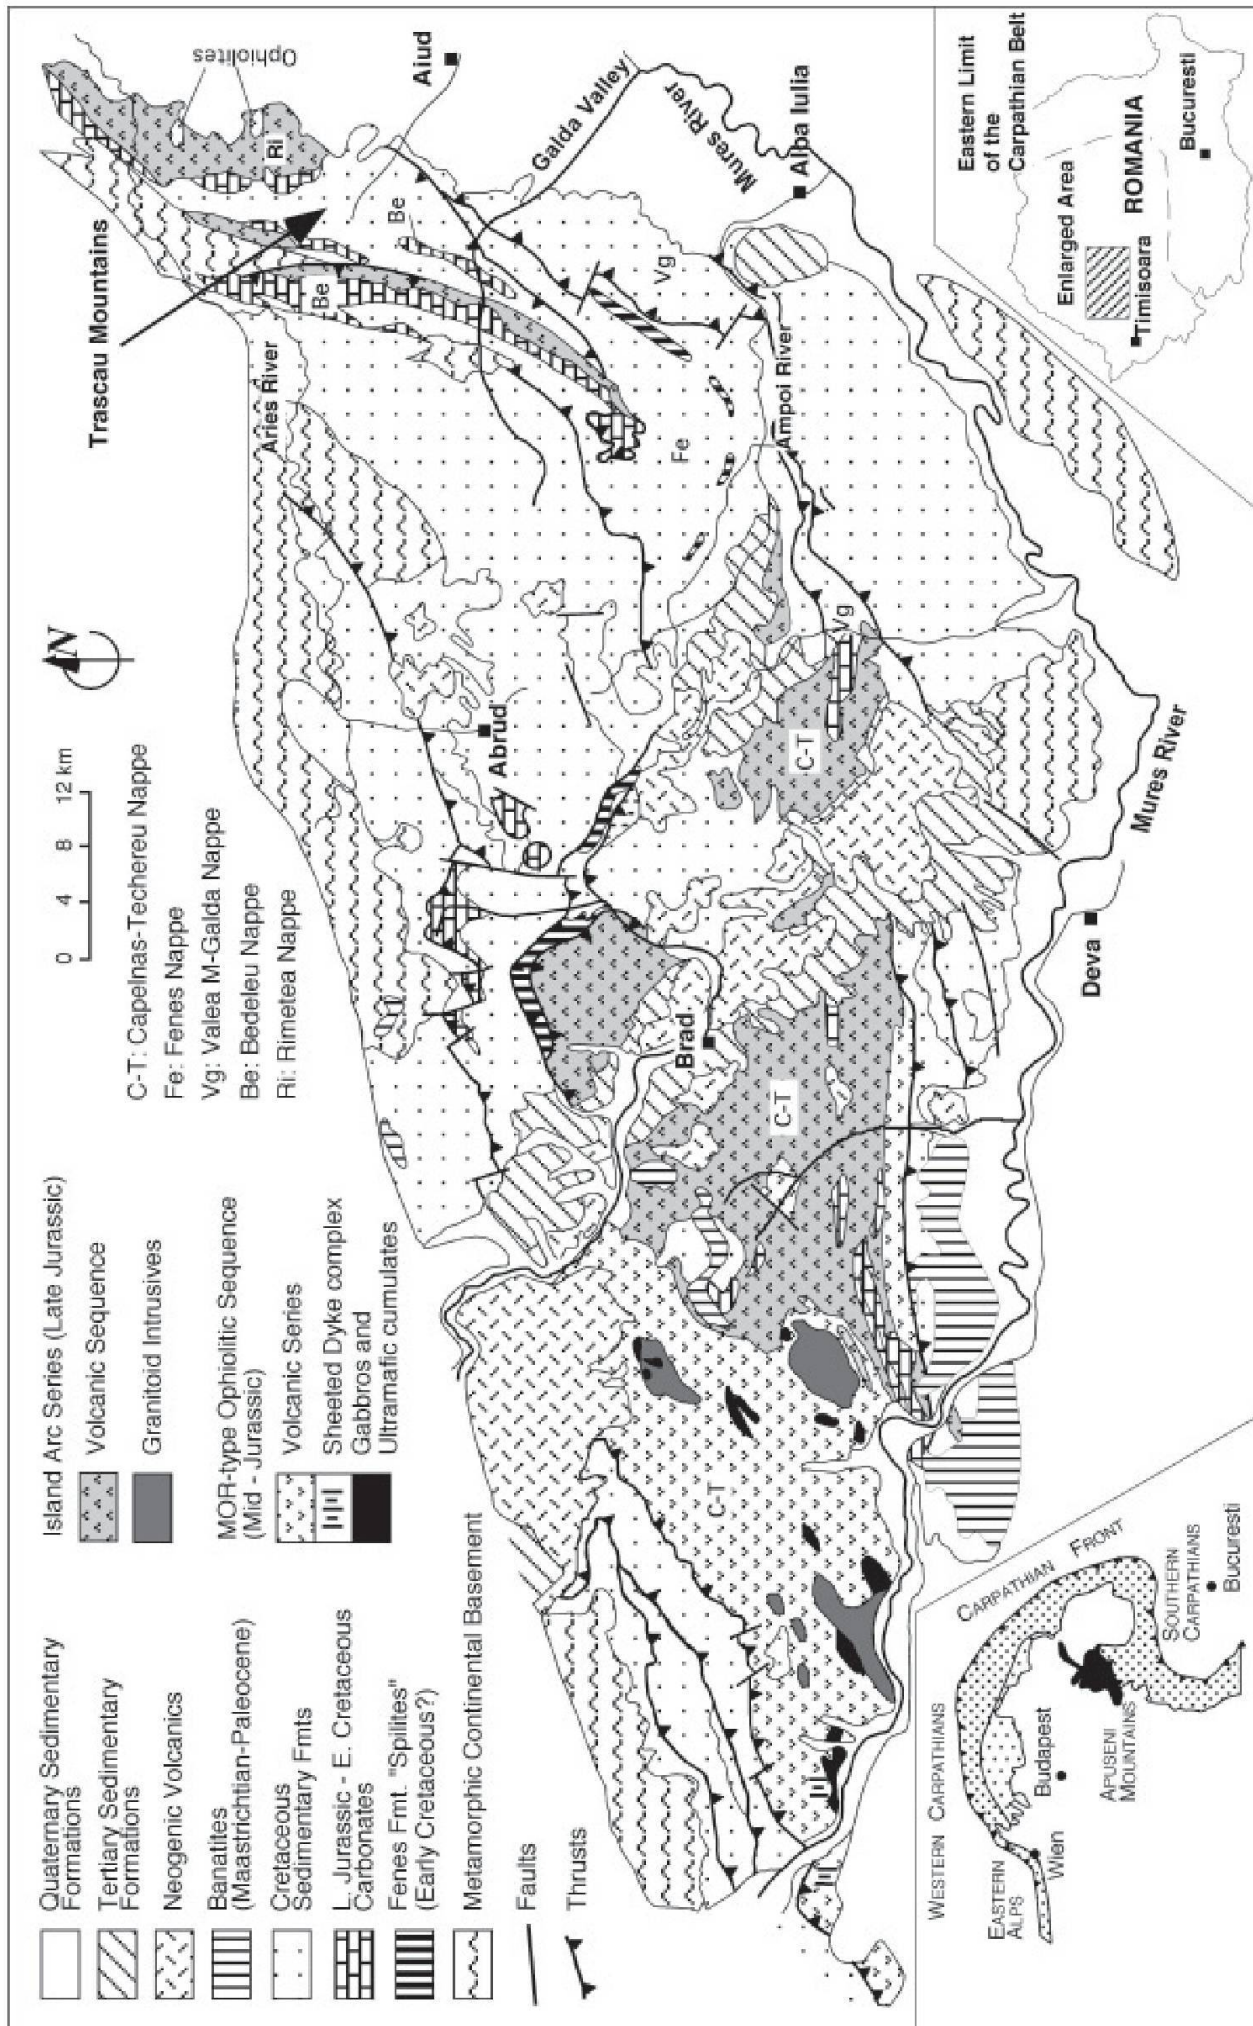 Quaternary Sedimentary
Formations
Tertiary Sedimentary
Formations
Neogenic Volcanics
Banatites
(Maastrichtian-Paleocene)
Cretaceous
Sedimentary Fmts
L. Jurassic - E. Cretaceous
Carbonates
Fenes Fmt. "Spilites"
(Early Cretaceous?)
Metamorphic Continental Basement
Faults
Thrusts
Island Arc Series (Late Jurassic)
Volcanic Sequence
Granitoid Intrusives
MOR-type Ophiolitic Sequence
(Mid - Jurassic)
Volcanic Series
Sheeted Dyke complex
Gabbros and
Ultramafic cumulates
0 4 8 12 km
N
C-T: Capelnas-Techereu Nappe
Fe: Fenes Nappe
Vg: Valea M-Galda Nappe
Be: Bedeleu Nappe
Ri: Rimetea Nappe
Trascau Mountains
Ophiolites
Ri
Aiud
Be
Be
Aries River
Galda Valley
Mures River
Alba Iulia
Vg
Fe
Ampoi River
Abrud
Vg
C-T
Brad
C-T
C-T
Deva
Mures River
WESTERN CARPATHIANS
CARPATHIAN FRONT
EASTERN
ALPS
Wien
Budapest
APUSENI
MOUNTAINS
SOUTHERN
CARPATHIANS
Bucuresti
Eastern Limit
of the
Carpathian Belt
Enlarged Area
Timisoara
ROMANIA
Bucuresti